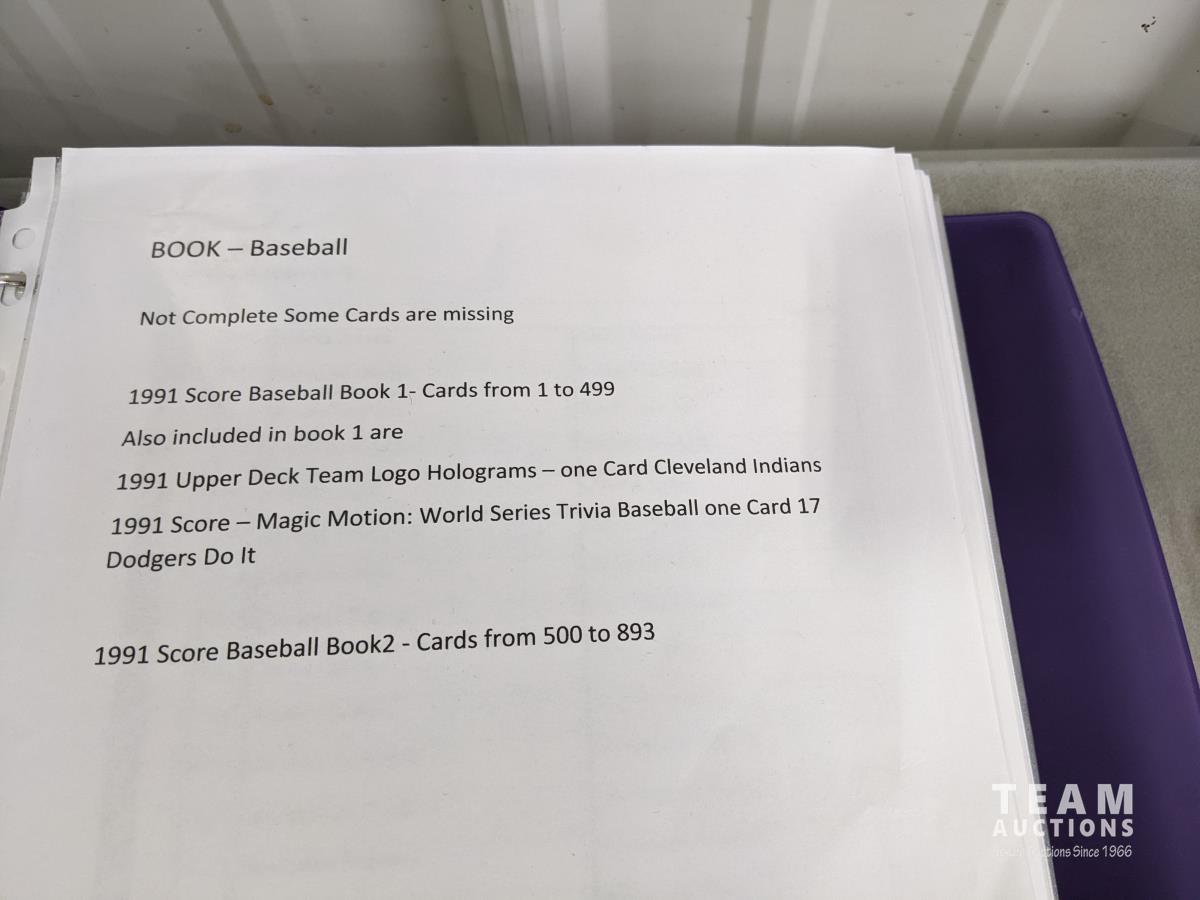 BOOK – Baseball
Not Complete Some Cards are missing
1991 Score Baseball Book 1- Cards from 1 to 499
Also included in book 1 are
1991 Upper Deck Team Logo Holograms – one Card Cleveland Indians
1991 Score – Magic Motion: World Series Trivia Baseball one Card 17
Dodgers Do It
1991 Score Baseball Book2 - Cards from 500 to 893
TEAM
AUCTIONS
Since 1966